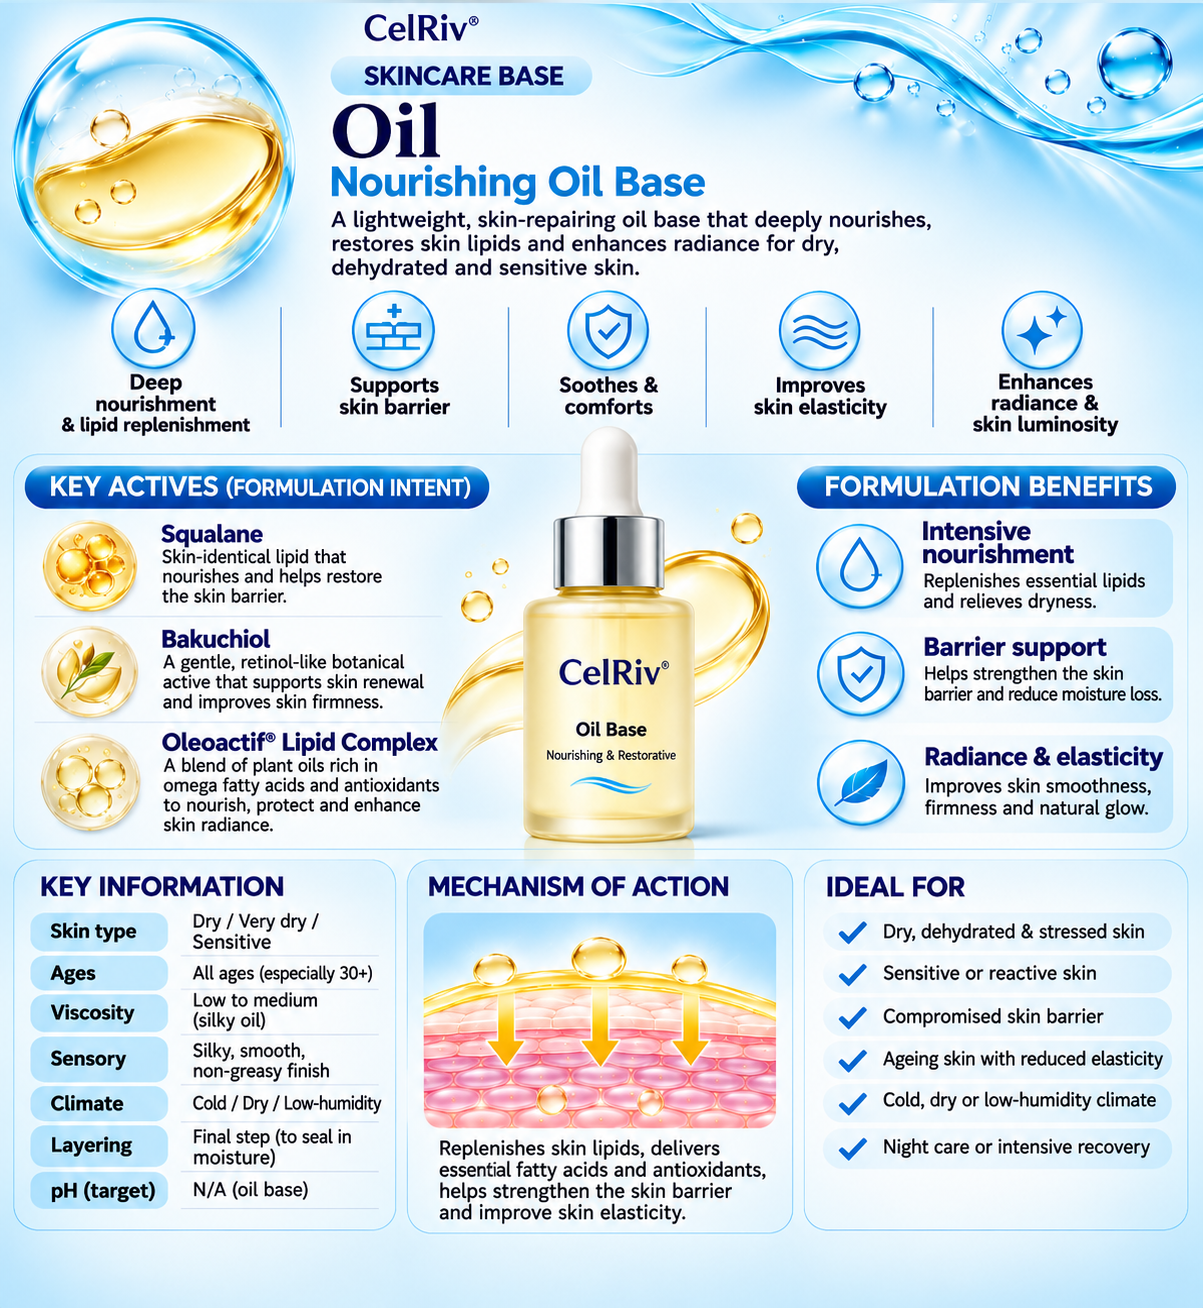 CelRiv®
SKINCARE BASE
Oil
Nourishing Oil Base
A lightweight, skin-repairing oil base that deeply nourishes,
restores skin lipids and enhances radiance for dry,
dehydrated and sensitive skin.
Deep
nourishment
& lipid replenishment
Supports
skin barrier
Soothes &
comforts
Improves
skin elasticity
Enhances
radiance &
skin luminosity
KEY ACTIVES (FORMULATION INTENT)
Squalane
Skin-identical lipid that
nourishes and helps restore
the skin barrier.
Bakuchiol
A gentle, retinol-like botanical
active that supports skin renewal
and improves skin firmness.
Oleoactif® Lipid Complex
A blend of plant oils rich in
omega fatty acids and antioxidants
to nourish, protect and enhance
skin radiance.
CelRiv®
Oil Base
Nourishing & Restorative
FORMULATION BENEFITS
Intensive
nourishment
Replenishes essential lipids
and relieves dryness.
Barrier support
Helps strengthen the skin
barrier and reduce moisture loss.
Radiance & elasticity
Improves skin smoothness,
firmness and natural glow.
KEY INFORMATION
Skin type
Dry / Very dry /
Sensitive
Ages
All ages (especially 30+)
Viscosity
Low to medium
(silky oil)
Sensory
Silky, smooth,
non-greasy finish
Climate
Cold / Dry / Low-humidity
Layering
Final step (to seal in
moisture)
pH (target)
N/A (oil base)
MECHANISM OF ACTION
Replenishes skin lipids, delivers
essential fatty acids and antioxidants,
helps strengthen the skin barrier
and improve skin elasticity.
IDEAL FOR
Dry, dehydrated & stressed skin
Sensitive or reactive skin
Compromised skin barrier
Ageing skin with reduced elasticity
Cold, dry or low-humidity climate
Night care or intensive recovery